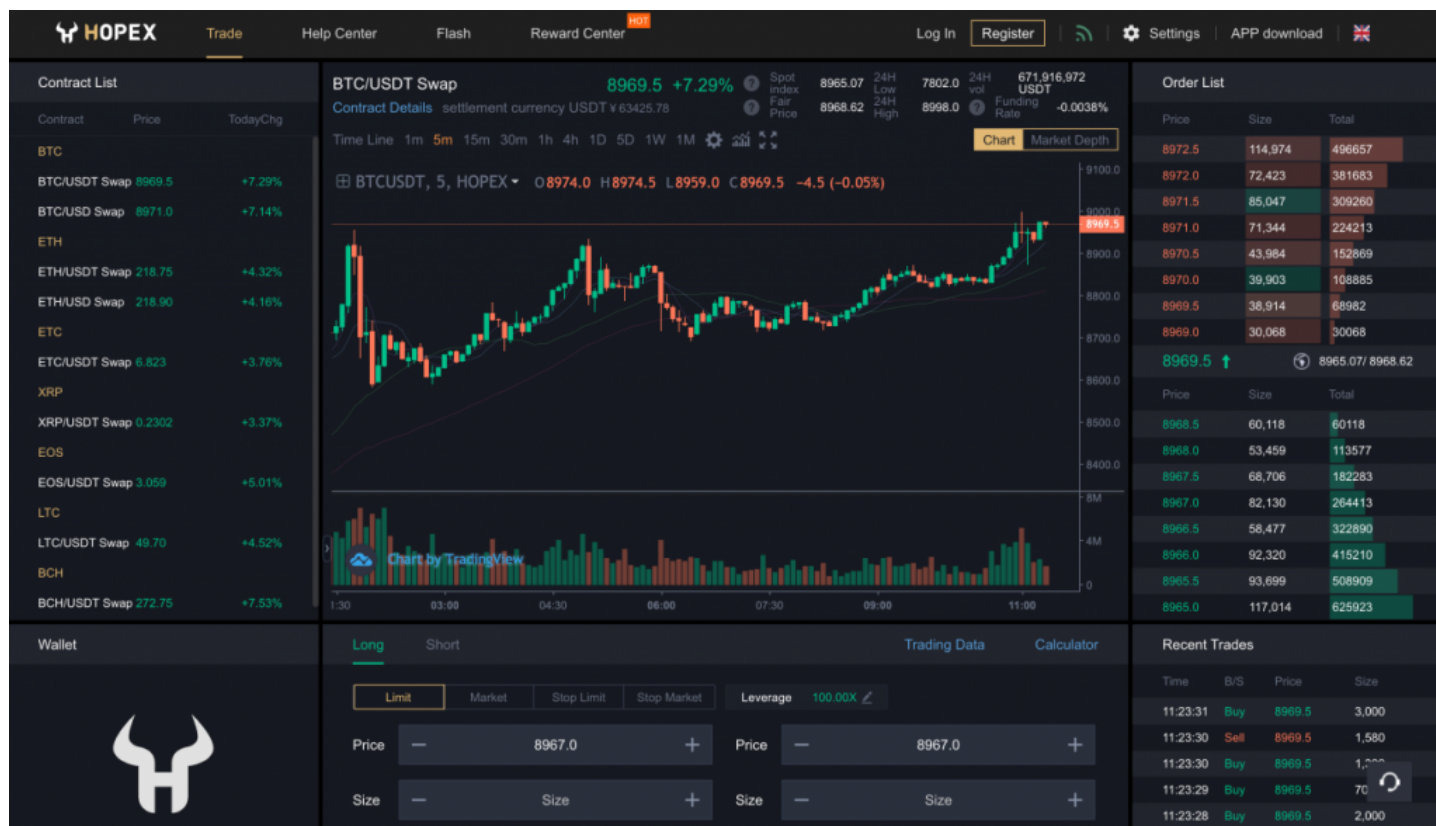 HOPEX Trade Help Center Flash Reward Center HOT Log In Register Settings APP download
Contract List
Contract Price TodayChg
BTC
BTC/USDT Swap 8969.5 +7.29%
BTC/USD Swap 8971.0 +7.14%
ETH
ETH/USDT Swap 218.75 +4.32%
ETH/USD Swap 218.90 +4.16%
ETC
ETC/USDT Swap 6.823 +3.76%
XRP
XRP/USDT Swap 0.2302 +3.37%
EOS
EOS/USDT Swap 3.059 +5.01%
LTC
LTC/USDT Swap 49.70 +4.52%
BCH
BCH/USDT Swap 272.75 +7.53%
Wallet
BTC/USDT Swap 8969.5 +7.29% ? Spot index 8965.07 24H Low 7802.0 24H vol 671,916,972 USDT
Contract Details settlement currency USDT ¥ 63425.78 ? Fair Price 8968.62 24H High 8998.0 ? Funding Rate -0.0038%
Time Line 1m 5m 15m 30m 1h 4h 1D 5D 1W 1M Chart Market Depth
BTCUSDT, 5, HOPEX O8974.0 H8974.5 L8959.0 C8969.5 −4.5 (−0.05%)
9100.0
9000.0
8969.5
8900.0
8800.0
8700.0
8600.0
8500.0
8400.0
8M
4M
0
Chart by TradingView
1:30 03:00 04:30 06:00 07:30 09:00 11:00
Long Short Trading Data Calculator
Limit Market Stop Limit Stop Market Leverage 100.00X
Price − 8967.0 + Price − 8967.0 +
Size − Size + Size − Size +
Order List
Price Size Total
8972.5 114,974 496657
8972.0 72,423 381683
8971.5 85,047 309260
8971.0 71,344 224213
8970.5 43,984 152869
8970.0 39,903 108885
8969.5 38,914 68982
8969.0 30,068 30068
8969.5 ↑ 8965.07/ 8968.62
Price Size Total
8968.5 60,118 60118
8968.0 53,459 113577
8967.5 68,706 182283
8967.0 82,130 264413
8966.5 58,477 322890
8966.0 92,320 415210
8965.5 93,699 508909
8965.0 117,014 625923
Recent Trades
Time B/S Price Size
11:23:31 Buy 8969.5 3,000
11:23:30 Sell 8969.5 1,580
11:23:30 Buy 8969.5
11:23:29 Buy 8969.5
11:23:28 Buy 8969.5 2,000